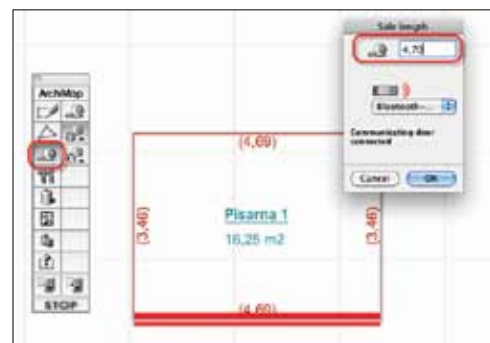 Side length
4,70
Bluetooth-...
Communicating door
connected
Cancel
OK
ArchiMap
STOP
(4,69)
(3,46)
Pisarna 1
16,25 m2
(3,46)
(4,69)